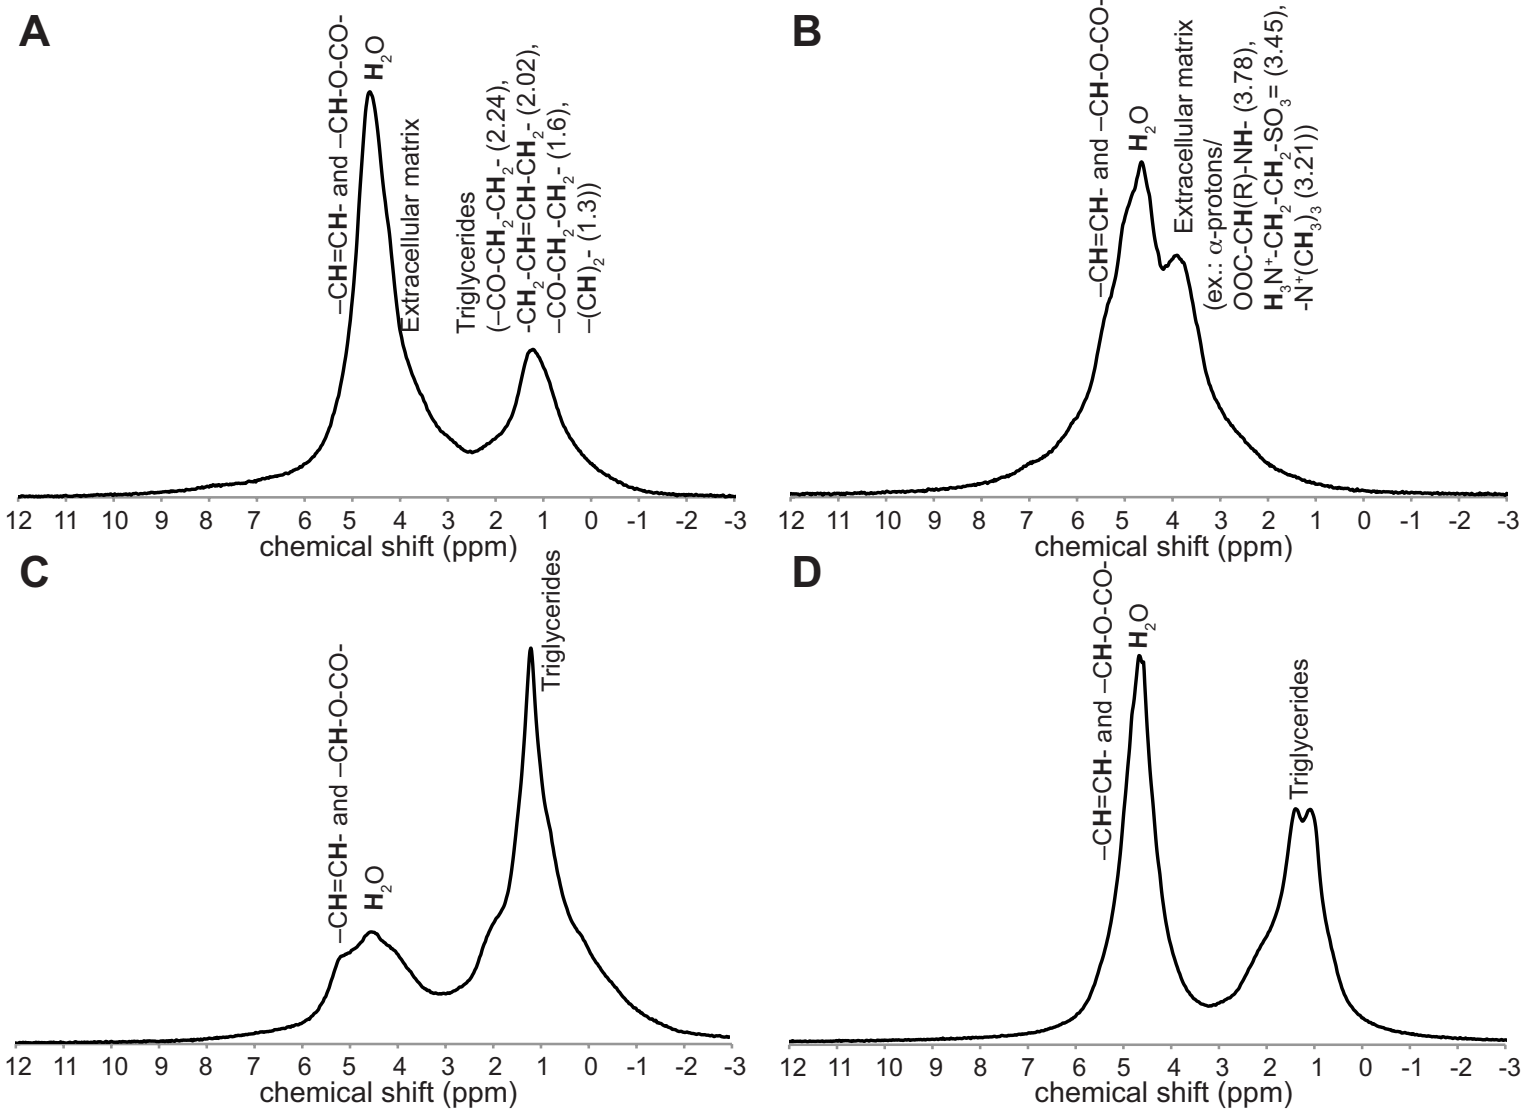 A
–CH=CH- and –CH-O-CO-
H₂O
Extracellular matrix
Triglycerides
(–CO-CH₂-CH₂- (2.24),
-CH₂-CH=CH-CH₂- (2.02),
–CO-CH₂-CH₂- (1.6),
–(CH)₂- (1.3))
12 11 10 9 8 7 6 5 4 3 2 1 0 -1 -2 -3
chemical shift (ppm)
B
–CH=CH- and –CH-O-CO-
H₂O
Extracellular matrix
(ex.: α-protons/
OOC-CH(R)-NH- (3.78),
H₃N⁺-CH₂-CH₂-SO₃= (3.45),
-N⁺(CH₃)₃ (3.21))
12 11 10 9 8 7 6 5 4 3 2 1 0 -1 -2 -3
chemical shift (ppm)
C
–CH=CH- and –CH-O-CO-
H₂O
Triglycerides
12 11 10 9 8 7 6 5 4 3 2 1 0 -1 -2 -3
chemical shift (ppm)
D
–CH=CH- and –CH-O-CO-
H₂O
Triglycerides
12 11 10 9 8 7 6 5 4 3 2 1 0 -1 -2 -3
chemical shift (ppm)